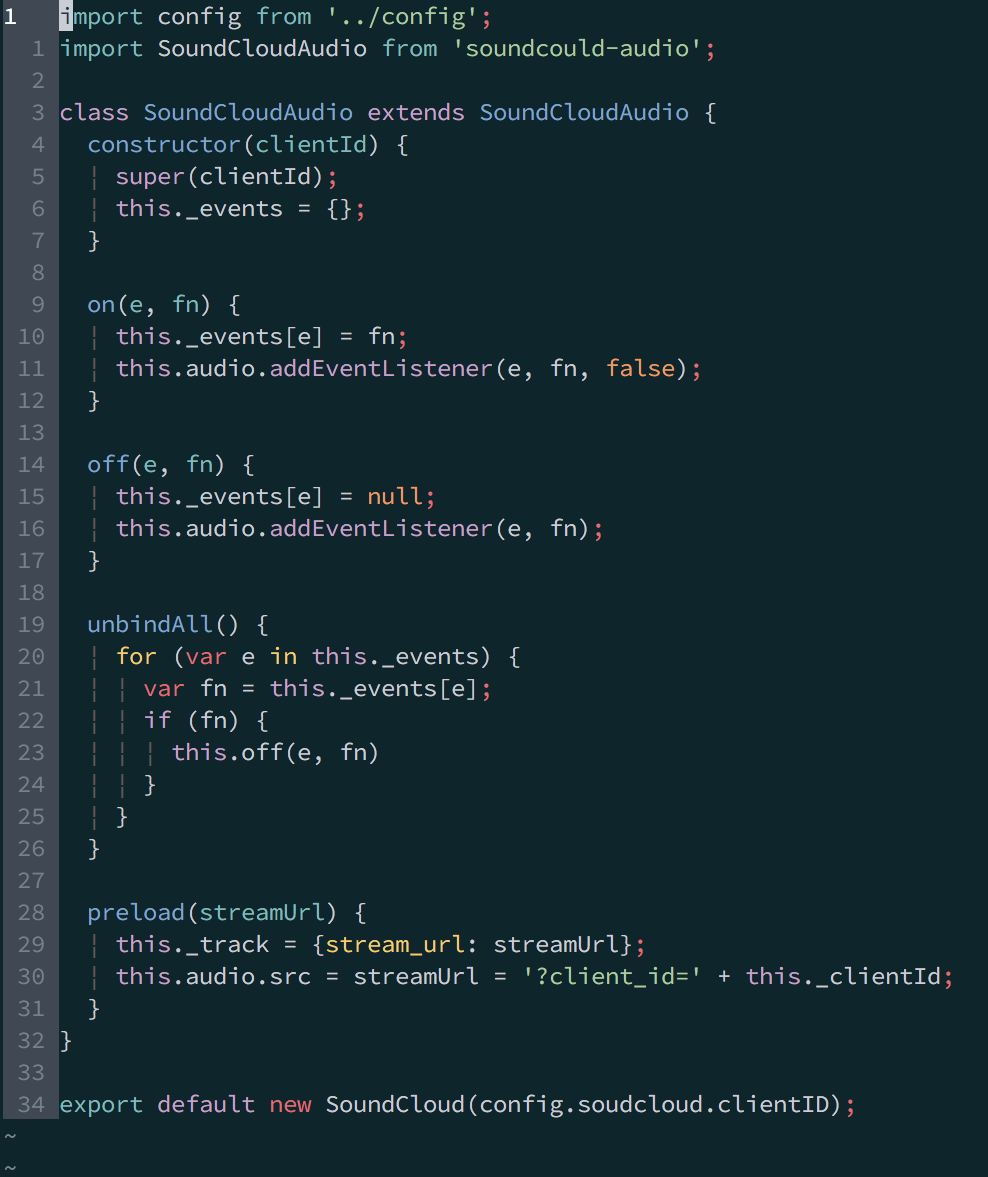 1 import config from '../config';
1 import SoundCloudAudio from 'soundcould-audio';
2
3 class SoundCloudAudio extends SoundCloudAudio {
4   constructor(clientId) {
5   ¦ super(clientId);
6   ¦ this._events = {};
7   }
8
9   on(e, fn) {
10   ¦ this._events[e] = fn;
11   ¦ this.audio.addEventListener(e, fn, false);
12   }
13
14   off(e, fn) {
15   ¦ this._events[e] = null;
16   ¦ this.audio.addEventListener(e, fn);
17   }
18
19   unbindAll() {
20   ¦ for (var e in this._events) {
21   ¦ ¦ var fn = this._events[e];
22   ¦ ¦ if (fn) {
23   ¦ ¦ ¦ this.off(e, fn)
24   ¦ ¦ }
25   ¦ }
26   }
27
28   preload(streamUrl) {
29   ¦ this._track = {stream_url: streamUrl};
30   ¦ this.audio.src = streamUrl = '?client_id=' + this._clientId;
31   }
32 }
33
34 export default new SoundCloud(config.soudcloud.clientID);
~
~